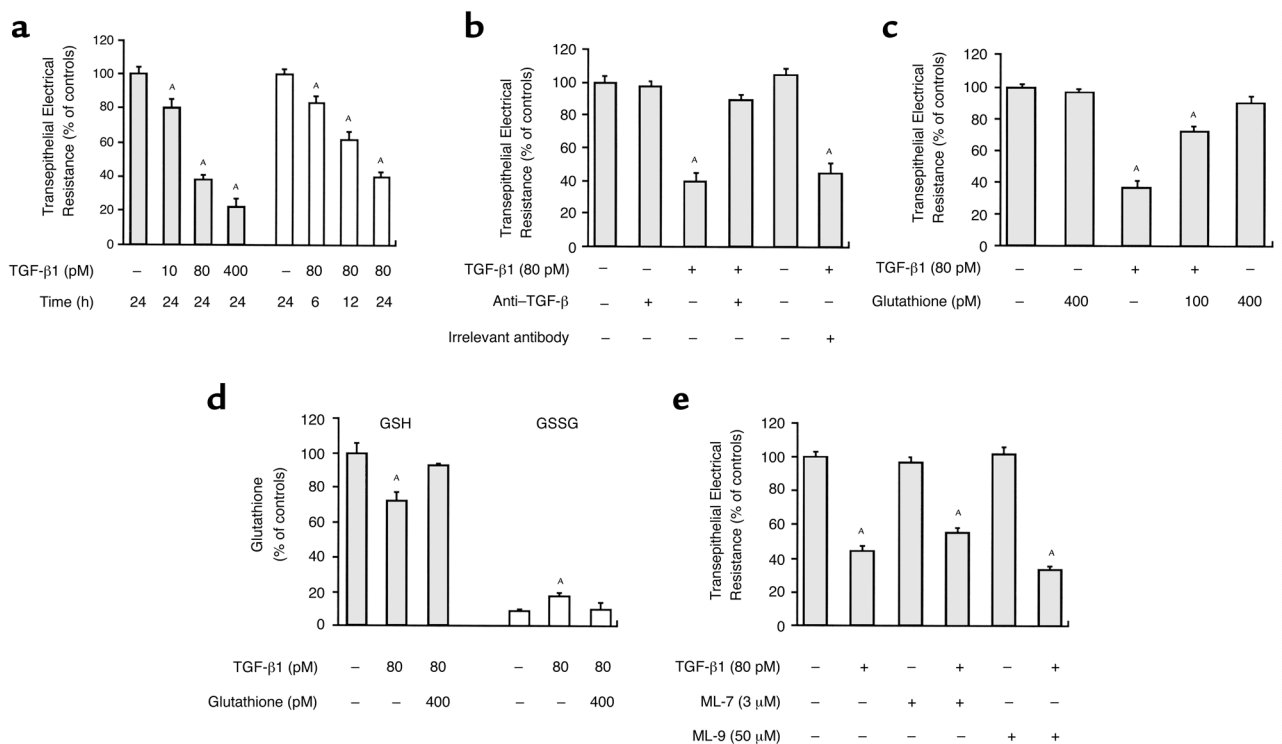 a
Transepithelial Electrical
Resistance (% of controls)
120
100
80
60
40
20
0
A
A
A
A
A
A
TGF-β1 (pM) – 10 80 400 – 80 80 80
Time (h) 24 24 24 24 24 6 12 24
b
Transepithelial Electrical
Resistance (% of controls)
120
100
80
60
40
20
0
A
A
TGF-β1 (80 pM) – – + + – +
Anti–TGF-β – + – + – –
Irrelevant antibody – – – – – +
c
Transepithelial Electrical
Resistance (% of controls)
120
100
80
60
40
20
0
A
A
TGF-β1 (80 pM) – – + + –
Glutathione (pM) – 400 – 100 400
d
Glutathione
(% of controls)
120
100
80
60
40
20
0
GSH GSSG
A
A
TGF-β1 (pM) – 80 80 – 80 80
Glutathione (pM) – – 400 – – 400
e
Transepithelial Electrical
Resistance (% of controls)
120
100
80
60
40
20
0
A
A
A
TGF-β1 (80 pM) – + – + – +
ML-7 (3 μM) – – + + – –
ML-9 (50 μM) – – – – + +